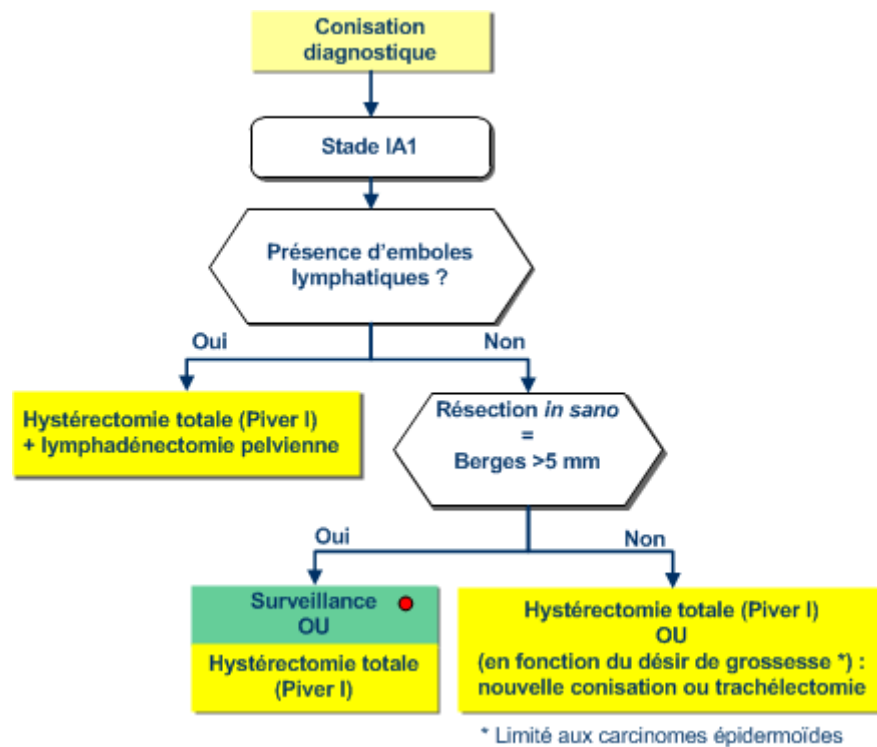 Conisation
diagnostique
Stade IA1
Présence d'emboles
lymphatiques ?
Oui
Non
Hystérectomie totale (Piver I)
+ lymphadénectomie pelvienne
Résection in sano
=
Berges >5 mm
Oui
Non
Surveillance
OU
Hystérectomie totale
(Piver I)
Hystérectomie totale (Piver I)
OU
(en fonction du désir de grossesse *) :
nouvelle conisation ou trachélectomie
* Limité aux carcinomes épidermoïdes